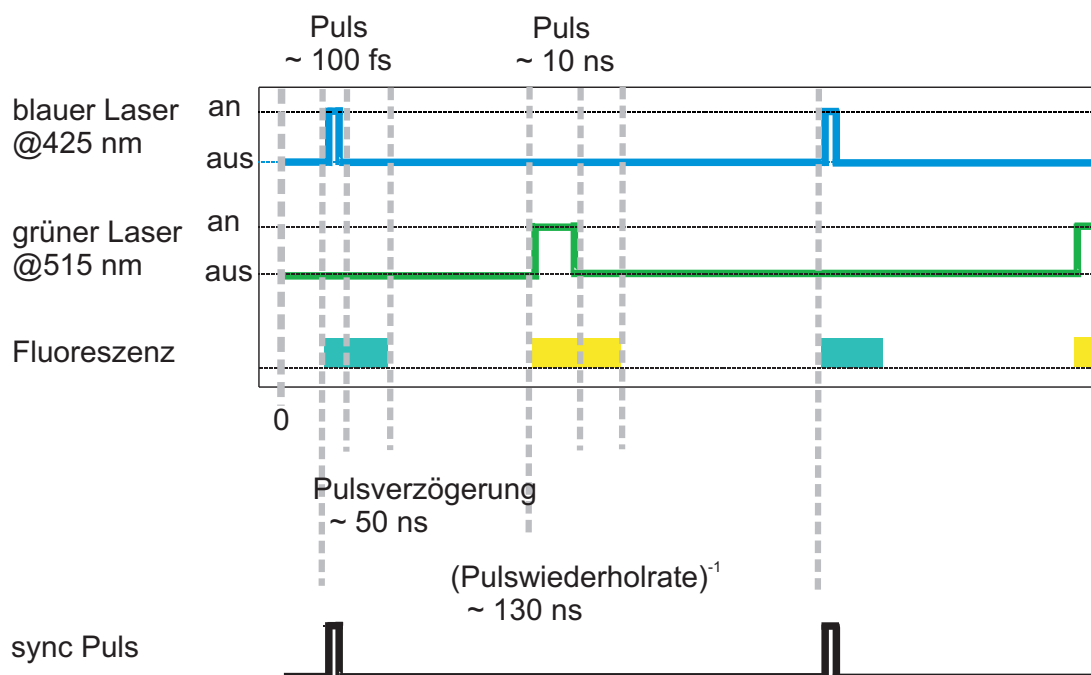 Puls
~ 100 fs
Puls
~ 10 ns
blauer Laser
@425 nm
an
aus
grüner Laser
@515 nm
an
aus
Fluoreszenz
0
Pulsverzögerung
~ 50 ns
(Pulswiederholrate)⁻¹
~ 130 ns
sync Puls